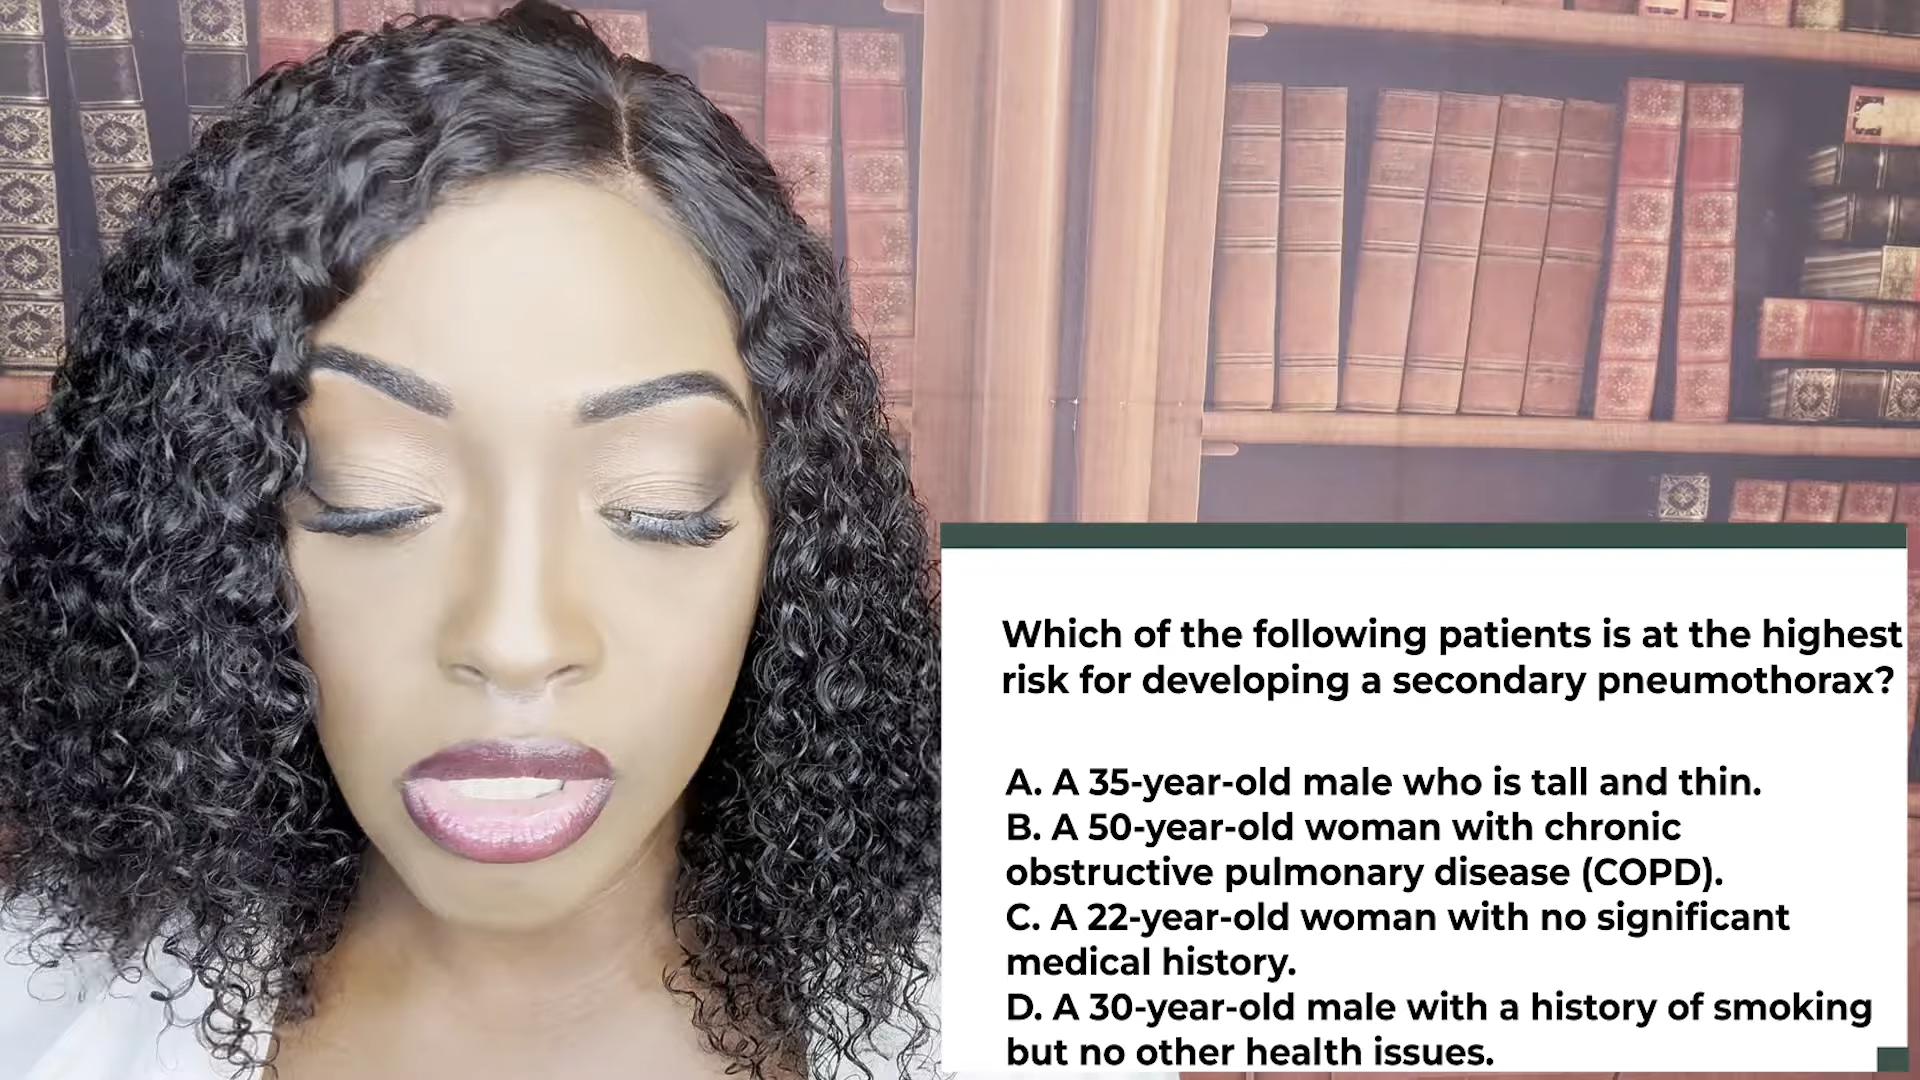 Which of the following patients is at the highest
risk for developing a secondary pneumothorax?
A. A 35-year-old male who is tall and thin.
B. A 50-year-old woman with chronic
obstructive pulmonary disease (COPD).
C. A 22-year-old woman with no significant
medical history.
D. A 30-year-old male with a history of smoking
but no other health issues.